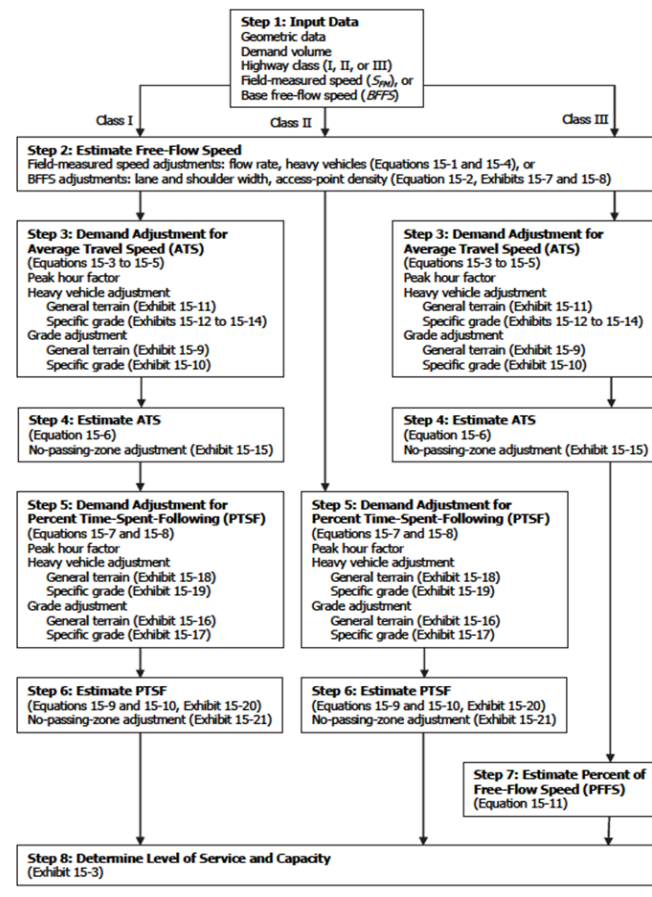 Step 1: Input Data
Geometric data
Demand volume
Highway class (I, II, or III)
Field-measured speed (SFM), or
Base free-flow speed (BFFS)
Class I
Class II
Class III
Step 2: Estimate Free-Flow Speed
Field-measured speed adjustments: flow rate, heavy vehicles (Equations 15-1 and 15-4), or
BFFS adjustments: lane and shoulder width, access-point density (Equation 15-2, Exhibits 15-7 and 15-8)
Step 3: Demand Adjustment for
Average Travel Speed (ATS)
(Equations 15-3 to 15-5)
Peak hour factor
Heavy vehicle adjustment
General terrain (Exhibit 15-11)
Specific grade (Exhibits 15-12 to 15-14)
Grade adjustment
General terrain (Exhibit 15-9)
Specific grade (Exhibit 15-10)
Step 3: Demand Adjustment for
Average Travel Speed (ATS)
(Equations 15-3 to 15-5)
Peak hour factor
Heavy vehicle adjustment
General terrain (Exhibit 15-11)
Specific grade (Exhibits 15-12 to 15-14)
Grade adjustment
General terrain (Exhibit 15-9)
Specific grade (Exhibit 15-10)
Step 4: Estimate ATS
(Equation 15-6)
No-passing-zone adjustment (Exhibit 15-15)
Step 4: Estimate ATS
(Equation 15-6)
No-passing-zone adjustment (Exhibit 15-15)
Step 5: Demand Adjustment for
Percent Time-Spent-Following (PTSF)
(Equations 15-7 and 15-8)
Peak hour factor
Heavy vehicle adjustment
General terrain (Exhibit 15-18)
Specific grade (Exhibit 15-19)
Grade adjustment
General terrain (Exhibit 15-16)
Specific grade (Exhibit 15-17)
Step 5: Demand Adjustment for
Percent Time-Spent-Following (PTSF)
(Equations 15-7 and 15-8)
Peak hour factor
Heavy vehicle adjustment
General terrain (Exhibit 15-18)
Specific grade (Exhibit 15-19)
Grade adjustment
General terrain (Exhibit 15-16)
Specific grade (Exhibit 15-17)
Step 6: Estimate PTSF
(Equations 15-9 and 15-10, Exhibit 15-20)
No-passing-zone adjustment (Exhibit 15-21)
Step 6: Estimate PTSF
(Equations 15-9 and 15-10, Exhibit 15-20)
No-passing-zone adjustment (Exhibit 15-21)
Step 7: Estimate Percent of
Free-Flow Speed (PFFS)
(Equation 15-11)
Step 8: Determine Level of Service and Capacity
(Exhibit 15-3)